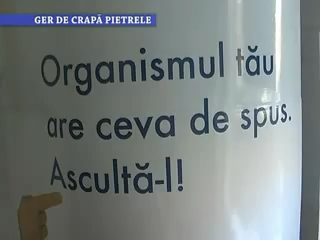 GER DE CRAPĂ PIETRELE
Organismul tău
are ceva de spus.
Ascultă-l!